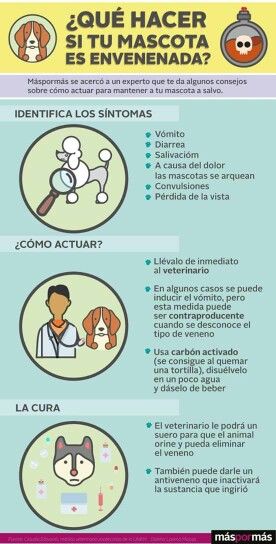 ¿QUÉ HACER
SI TU MASCOTA
ES ENVENENADA?
Máspormás se acercó a un experto que te da algunos consejos
sobre cómo actuar para mantener a tu mascota a salvo.
IDENTIFICA LOS SÍNTOMAS
Vómito
Diarrea
Salivación
A causa del dolor
las mascotas se arquean
Convulsiones
Pérdida de la vista
¿CÓMO ACTUAR?
Llévalo de inmediato
al veterinario
En algunos casos se puede
inducir el vómito, pero
esta medida puede
ser contraproducente
cuando se desconoce el
tipo de veneno
Usa carbón activado
(se consigue al quemar
una tortilla), disuélvelo
en un poco agua
y dáselo de beber
LA CURA
El veterinario le podrá un
suero para que el animal
orine y pueda eliminar
el veneno
También puede darle un
antiveneno que inactivará
la sustancia que ingirió
máspormás